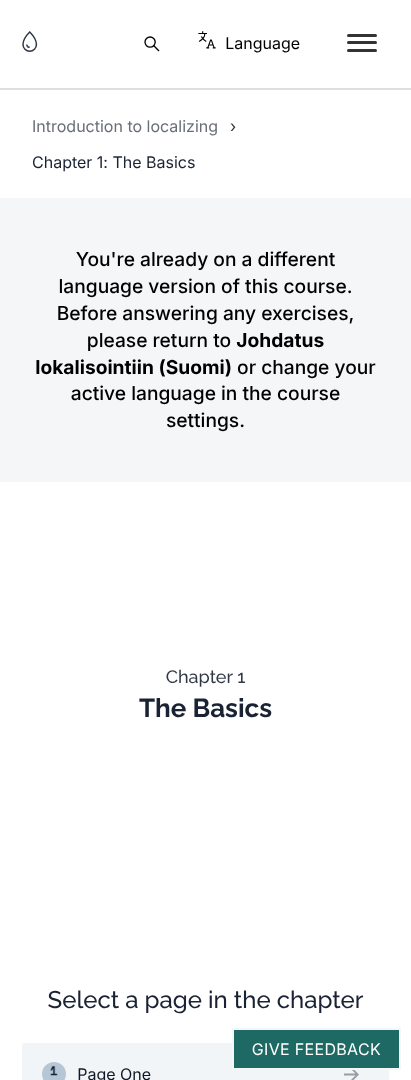 Language
Introduction to localizing ›
Chapter 1: The Basics
You're already on a different
language version of this course.
Before answering any exercises,
please return to Johdatus
lokalisointiin (Suomi) or change your
active language in the course
settings.
Chapter 1
The Basics
Select a page in the chapter
GIVE FEEDBACK
1 Page One